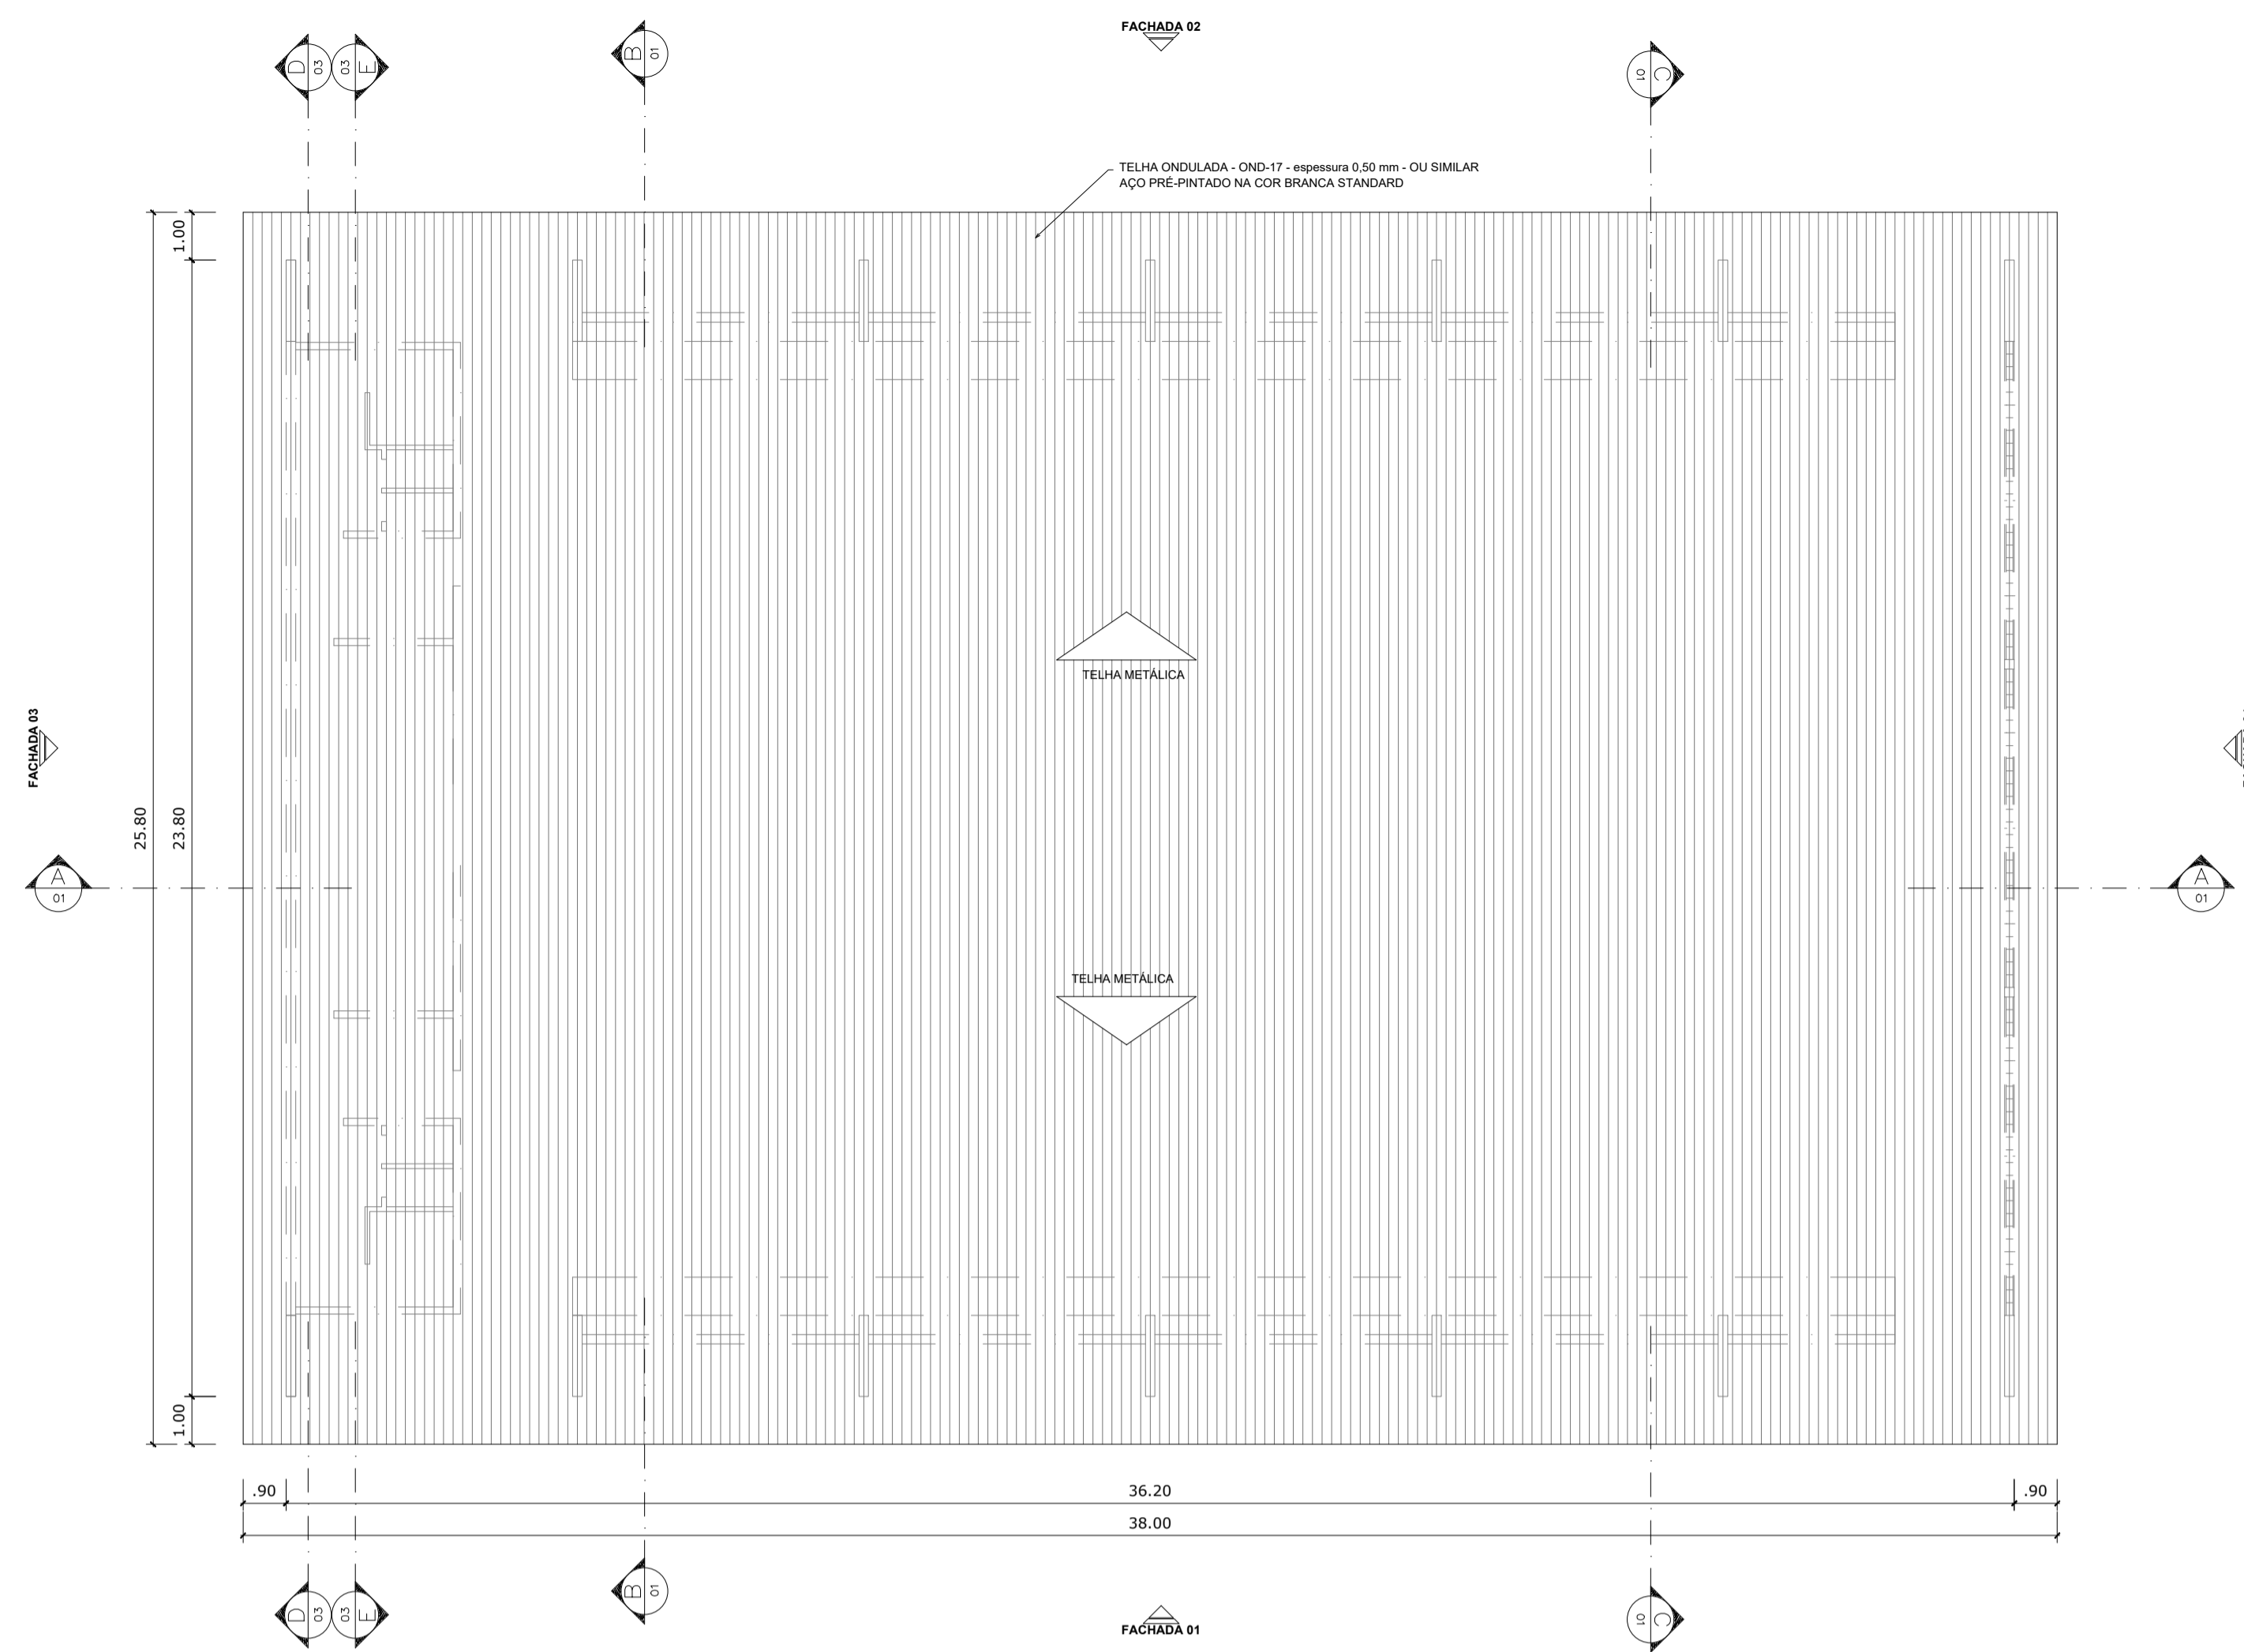 FACHADA 02
D
03
03
E
B
01
01
C
TELHA ONDULADA - OND-17 - espessura 0,50 mm - OU SIMILAR
AÇO PRÉ-PINTADO NA COR BRANCA STANDARD
1.00
TELHA METÁLICA
FACHADA 03
25.80
23.80
A
01
A
01
TELHA METÁLICA
1.00
.90
36.20
.90
38.00
D
03
03
E
B
01
01
C
FACHADA 01